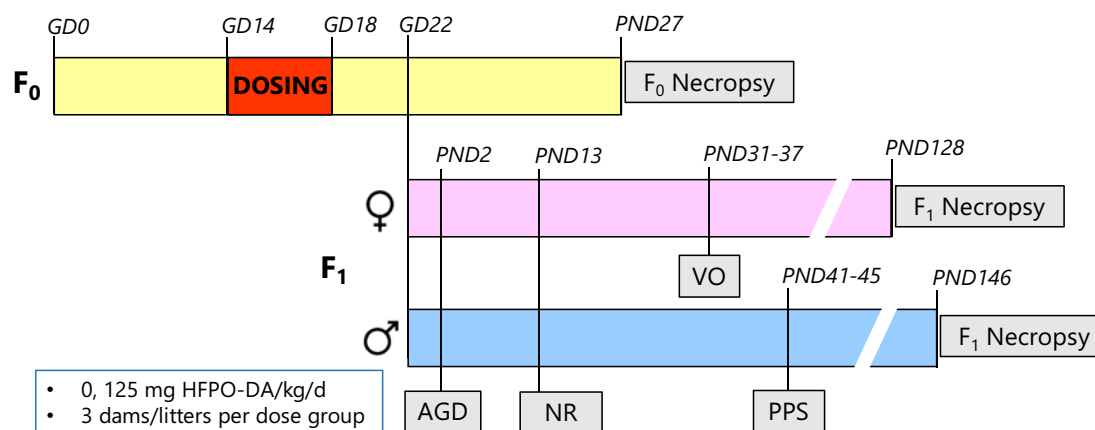 GD0 GD14 GD18 GD22 PND27
F₀ DOSING F₀ Necropsy
PND2 PND13 PND31-37 PND128
♀ F₁ Necropsy
F₁ VO PND41-45 PND146
♂ F₁ Necropsy
• 0, 125 mg HFPO-DA/kg/d
• 3 dams/litters per dose group
AGD NR PPS